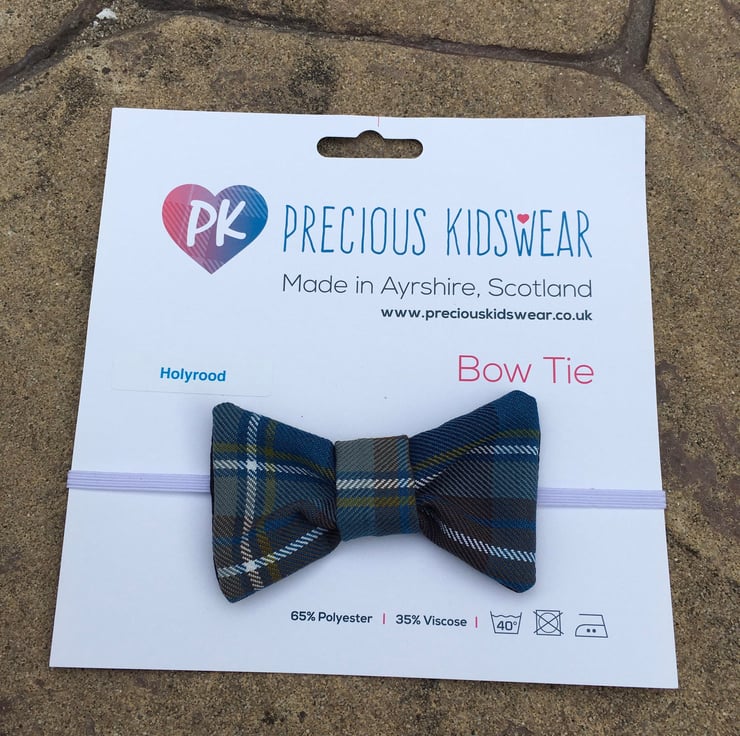 PK
PRECIOUS KIDSWEAR
Made in Ayrshire, Scotland
www.preciouskidswear.co.uk
Bow Tie
Holyrood
65% Polyester | 35% Viscose | 40°